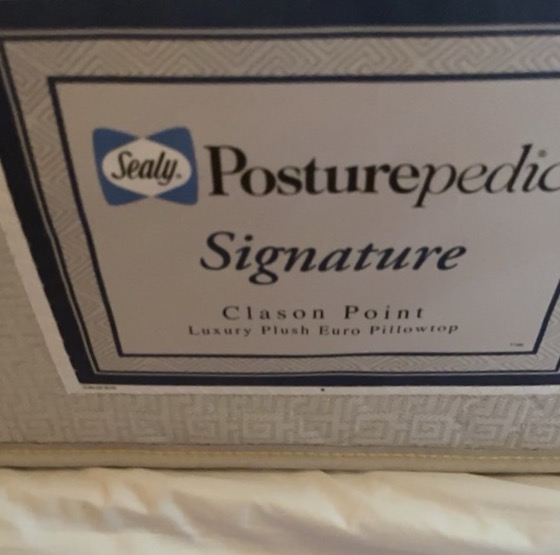 Sealy
Posturepedic
Signature
Clason Point
Luxury Plush Euro Pillowtop